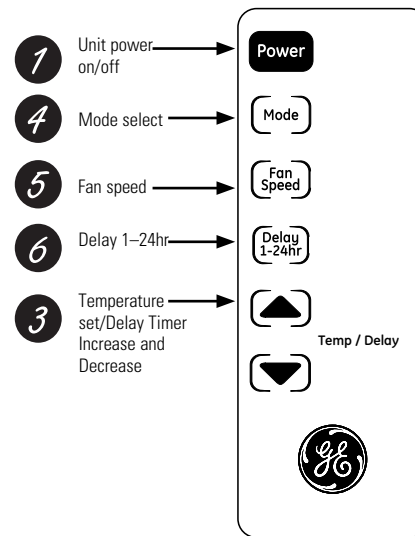 1
Unit power
on/off
Power
4
Mode select
Mode
5
Fan speed
Fan
Speed
6
Delay 1–24hr
Delay
1-24hr
3
Temperature
set/Delay Timer
Increase and
Decrease
Temp / Delay
GE